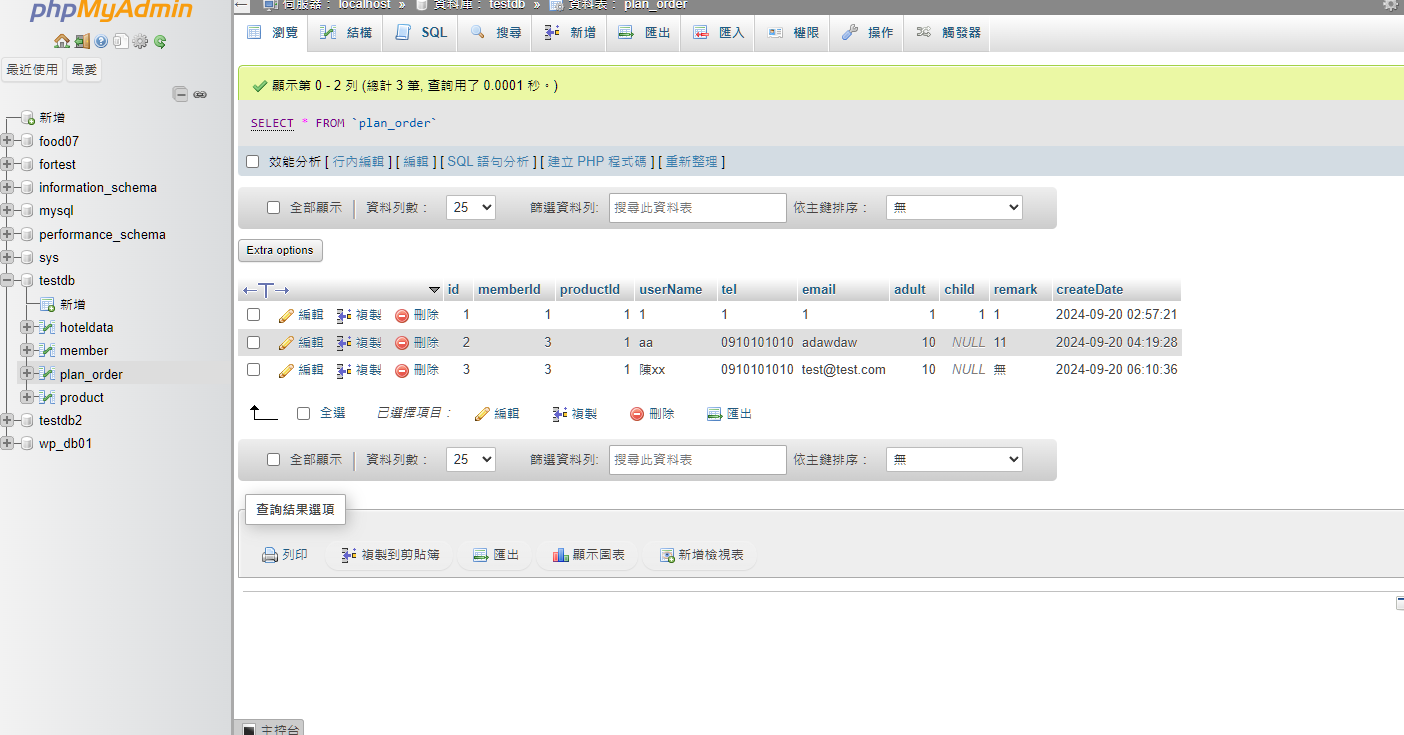 phpMyAdmin
最近使用 最愛
新增
food07
fortest
information_schema
mysql
performance_schema
sys
testdb
新增
hoteldata
member
plan_order
product
testdb2
wp_db01
伺服器： localhost » 資料庫： testdb » 資料表： plan_order
瀏覽 結構 SQL 搜尋 新增 匯出 匯入 權限 操作 觸發器
顯示第 0 - 2 列 (總計 3 筆, 查詢用了 0.0001 秒。)
SELECT * FROM `plan_order`
效能分析 [ 行內編輯 ] [ 編輯 ] [ SQL 語句分析 ] [ 建立 PHP 程式碼 ] [ 重新整理 ]
全部顯示 資料列數： 25 篩選資料列: 搜尋此資料表 依主鍵排序： 無
Extra options
←T→ id memberId productId userName tel email adult child remark createDate
編輯 複製 刪除 1 1 1 1 1 1 1 1 1 2024-09-20 02:57:21
編輯 複製 刪除 2 3 1 aa 0910101010 adawdaw 10 NULL 11 2024-09-20 04:19:28
編輯 複製 刪除 3 3 1 陳xx 0910101010 test@test.com 10 NULL 無 2024-09-20 06:10:36
全選 已選擇項目： 編輯 複製 刪除 匯出
全部顯示 資料列數： 25 篩選資料列: 搜尋此資料表 依主鍵排序： 無
查詢結果選項
列印 複製到剪貼簿 匯出 顯示圖表 新增檢視表
主控台